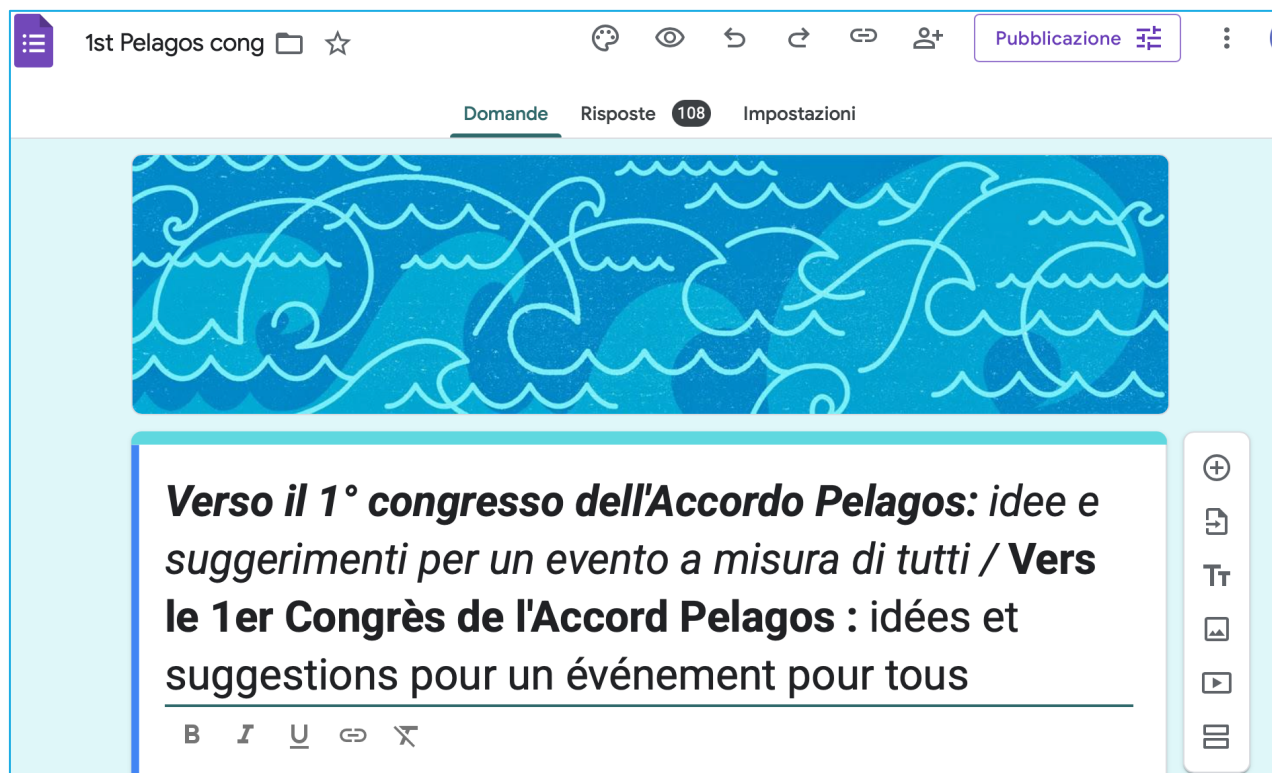 1st Pelagos cong
Pubblicazione
Domande Risposte 108 Impostazioni
Verso il 1° congresso dell'Accordo Pelagos: idee e
suggerimenti per un evento a misura di tutti / Vers
le 1er Congrès de l'Accord Pelagos : idées et
suggestions pour un événement pour tous
B I U
Tт